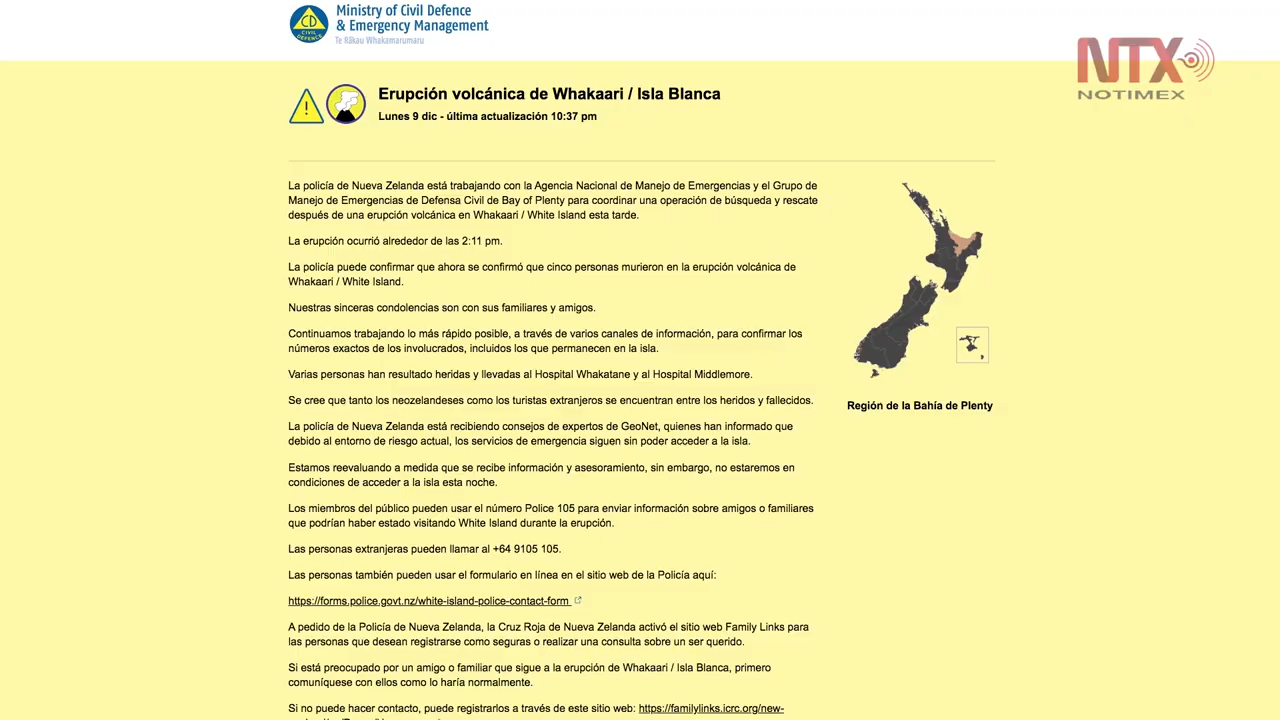 Ministry of Civil Defence
& Emergency Management
Te Rākau Whakamarumaru
CD
CIVIL
DEFENCE
NTX
NOTIMEX
Erupción volcánica de Whakaari / Isla Blanca
Lunes 9 dic - última actualización 10:37 pm
La policía de Nueva Zelanda está trabajando con la Agencia Nacional de Manejo de Emergencias y el Grupo de
Manejo de Emergencias de Defensa Civil de Bay of Plenty para coordinar una operación de búsqueda y rescate
después de una erupción volcánica en Whakaari / White Island esta tarde.
La erupción ocurrió alrededor de las 2:11 pm.
La policía puede confirmar que ahora se confirmó que cinco personas murieron en la erupción volcánica de
Whakaari / White Island.
Nuestras sinceras condolencias son con sus familiares y amigos.
Continuamos trabajando lo más rápido posible, a través de varios canales de información, para confirmar los
números exactos de los involucrados, incluidos los que permanecen en la isla.
Varias personas han resultado heridas y llevadas al Hospital Whakatane y al Hospital Middlemore.
Se cree que tanto los neozelandeses como los turistas extranjeros se encuentran entre los heridos y fallecidos.
La policía de Nueva Zelanda está recibiendo consejos de expertos de GeoNet, quienes han informado que
debido al entorno de riesgo actual, los servicios de emergencia siguen sin poder acceder a la isla.
Estamos reevaluando a medida que se recibe información y asesoramiento, sin embargo, no estaremos en
condiciones de acceder a la isla esta noche.
Los miembros del público pueden usar el número Police 105 para enviar información sobre amigos o familiares
que podrían haber estado visitando White Island durante la erupción.
Las personas extranjeras pueden llamar al +64 9105 105.
Las personas también pueden usar el formulario en línea en el sitio web de la Policía aquí:
https://forms.police.govt.nz/white-island-police-contact-form
A pedido de la Policía de Nueva Zelanda, la Cruz Roja de Nueva Zelanda activó el sitio web Family Links para
las personas que desean registrarse como seguras o realizar una consulta sobre un ser querido.
Si está preocupado por un amigo o familiar que sigue a la erupción de Whakaari / Isla Blanca, primero
comuníquese con ellos como lo haría normalmente.
Si no puede hacer contacto, puede registrarlos a través de este sitio web: https://familylinks.icrc.org/new-
Región de la Bahía de Plenty